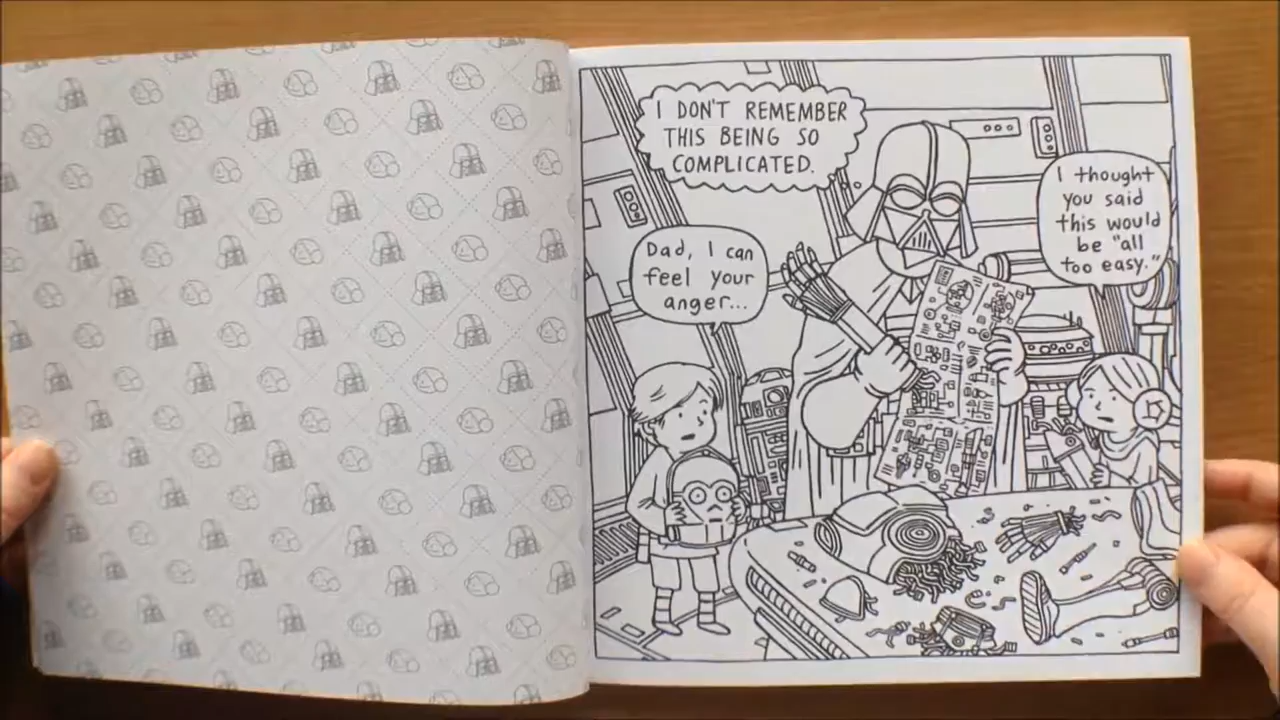 I DON'T REMEMBER
THIS BEING SO
COMPLICATED.
Dad, I can
feel your
anger...
I thought
you said
this would
be "all
too easy."